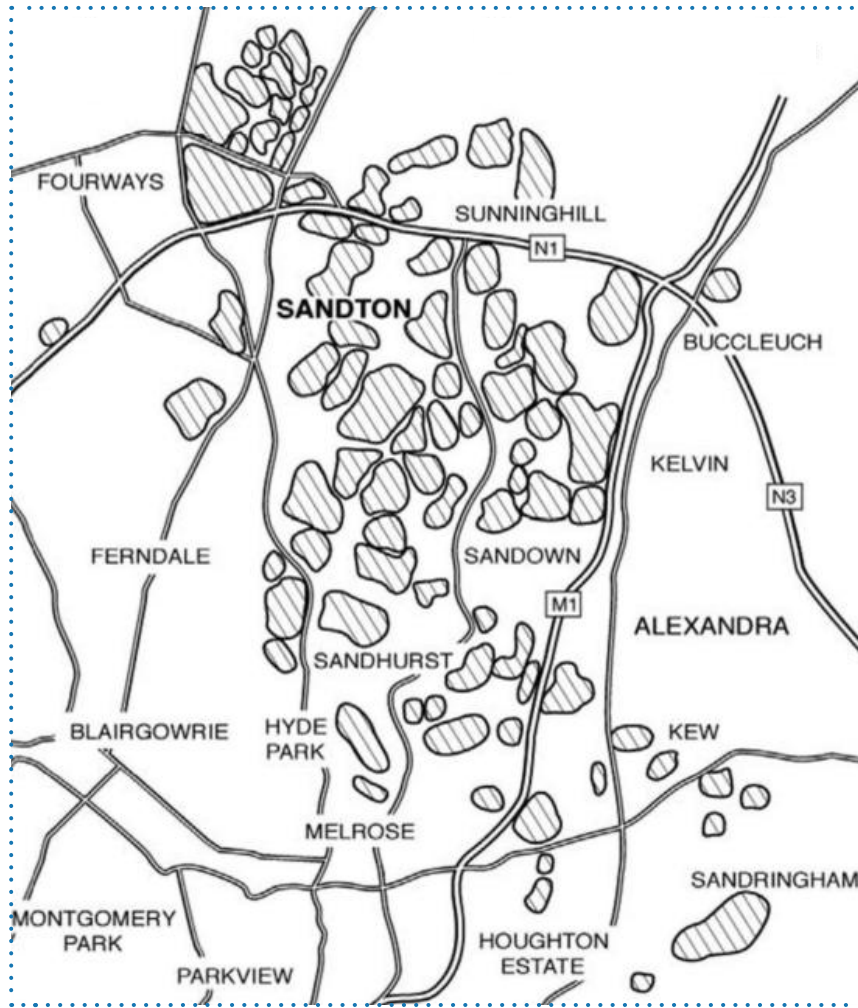 FOURWAYS
SUNNINGHILL
N1
SANDTON
BUCCLEUCH
KELVIN
N3
FERNDALE
SANDOWN
M1
ALEXANDRA
SANDHURST
BLAIRGOWRIE
HYDE
PARK
KEW
MELROSE
SANDRINGHAM
MONTGOMERY
PARK
HOUGHTON
ESTATE
PARKVIEW